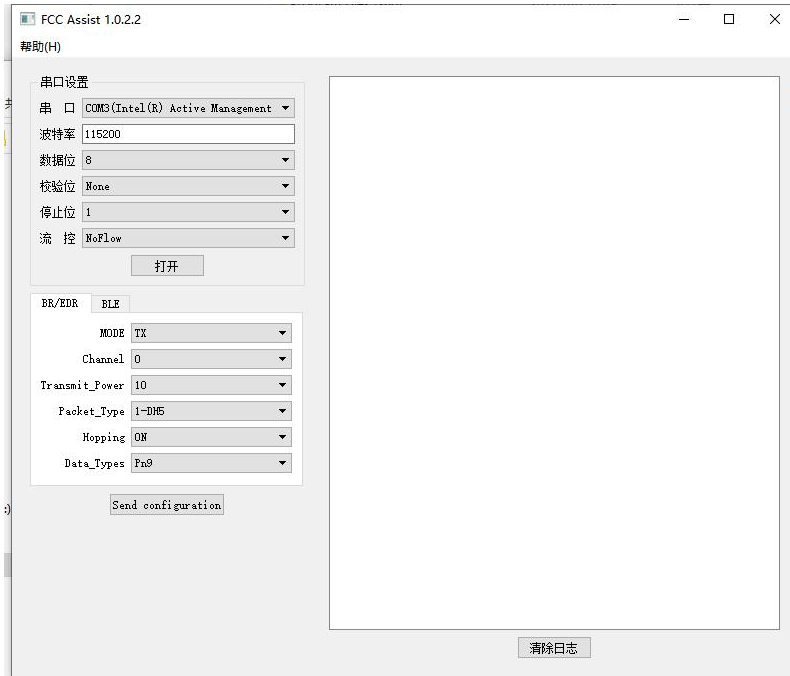 FCC Assist 1.0.2.2
帮助(H)
串口设置
串 口 COM3(Intel(R) Active Management
波特率 115200
数据位 8
校验位 None
停止位 1
流 控 NoFlow
打开
BR/EDR BLE
MODE TX
Channel 0
Transmit_Power 10
Packet_Type 1-DH5
Hopping ON
Data_Types Pn9
Send configuration
清除日志
:)